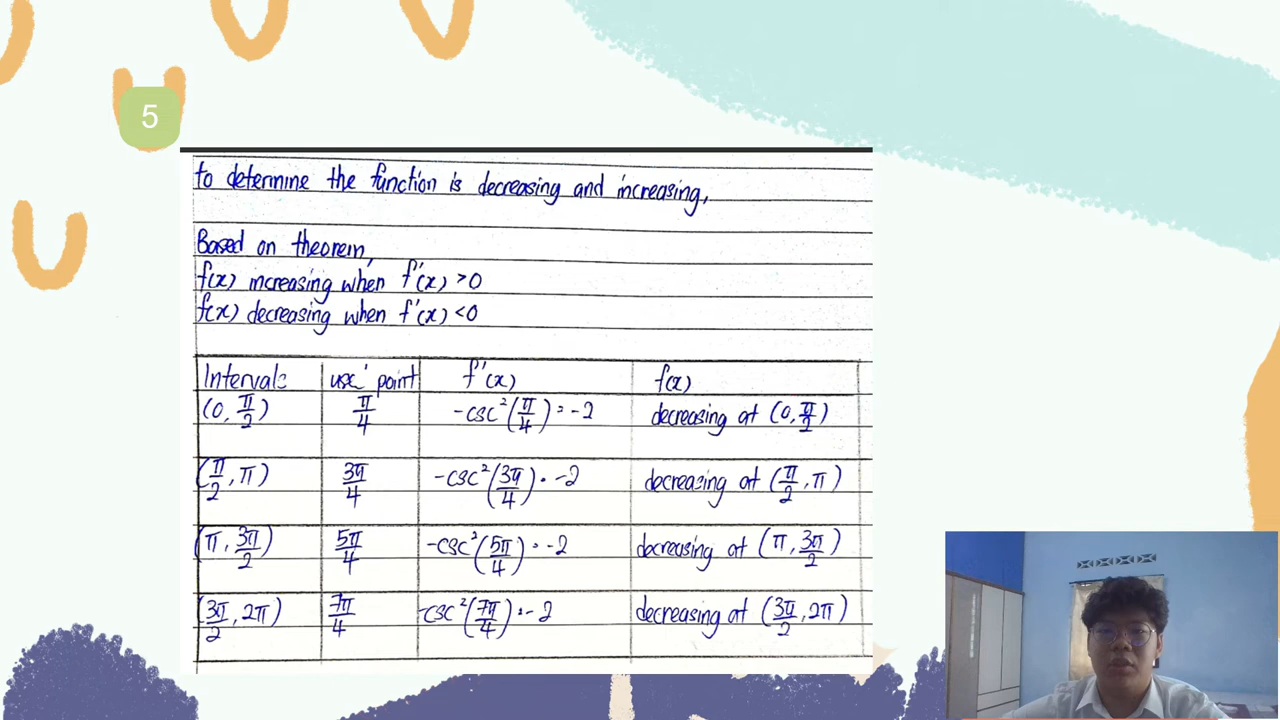 5
to determine the function is decreasing and increasing,
Based on theorem,
f(x) increasing when f'(x) >0
f(x) decreasing when f'(x) <0
Intervals use' point f'(x) f(x)
(0, π/2) π/4 -csc²(π/4) = -2 decreasing at (0, π/2)
(π/2, π) 3π/4 -csc²(3π/4) = -2 decreasing at (π/2, π)
(π, 3π/2) 5π/4 -csc²(5π/4) = -2 decreasing at (π, 3π/2)
(3π/2, 2π) 7π/4 -csc²(7π/4) = -2 decreasing at (3π/2, 2π)